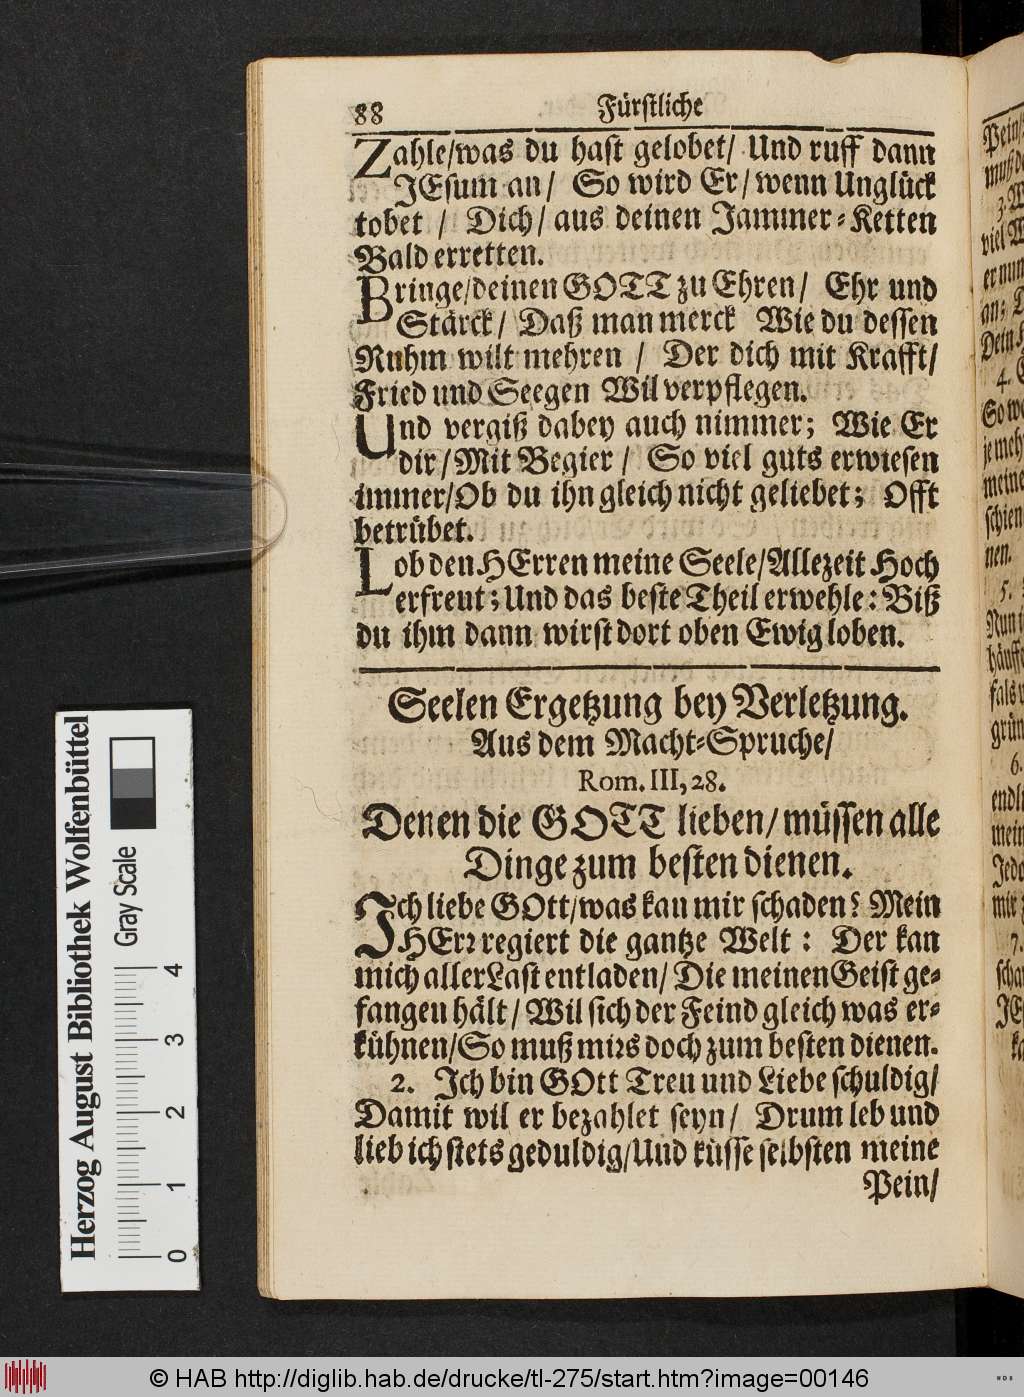 88 Fürstliche
Zahle/was du hast gelobet/ Und ruff dann
JEsum an/ So wird Er/ wenn Unglück
tobet / Dich/ aus deinen Jammer-Ketten
Bald erretten.
Bringe/deinen GOTT zu Ehren/ Ehr und
Stärck/ Daß man merck Wie du dessen
Ruhm wilt mehren / Der dich mit Krafft/
Fried und Seegen Wil verpflegen.
Und vergiß dabey auch nimmer; Wie Er
dir/Mit Begier / So viel guts erwiesen
immer/Ob du ihn gleich nicht geliebet; Offt
betrübet.
Lob den HErren meine Seele/Allezeit Hoch
erfreut; Und das beste Theil erwehle: Biß
du ihm dann wirst dort oben Ewig loben.
Seelen Ergetzung bey Verletzung.
Aus dem Macht-Spruche/
Rom. III, 28.
Denen die GOTT lieben/müssen alle
Dinge zum besten dienen.
Ich liebe GOtt/was kan mir schaden? Mein
HErꝛ regiert die gantze Welt : Der kan
mich aller Last entladen/ Die meinen Geist ge-
fangen hält/ Wil sich der Feind gleich was er-
kühnen/So muß mirs doch zum besten dienen.
2. Ich bin GOtt Treu und Liebe schuldig/
Damit wil er bezahlet seyn/ Drum leb und
lieb ich stets geduldig/Und küsse selbsten meine
Pein/
Herzog August Bibliothek Wolfenbüttel
Gray Scale
0 1 2 3 4
© HAB http://diglib.hab.de/drucke/tl-275/start.htm?image=00146